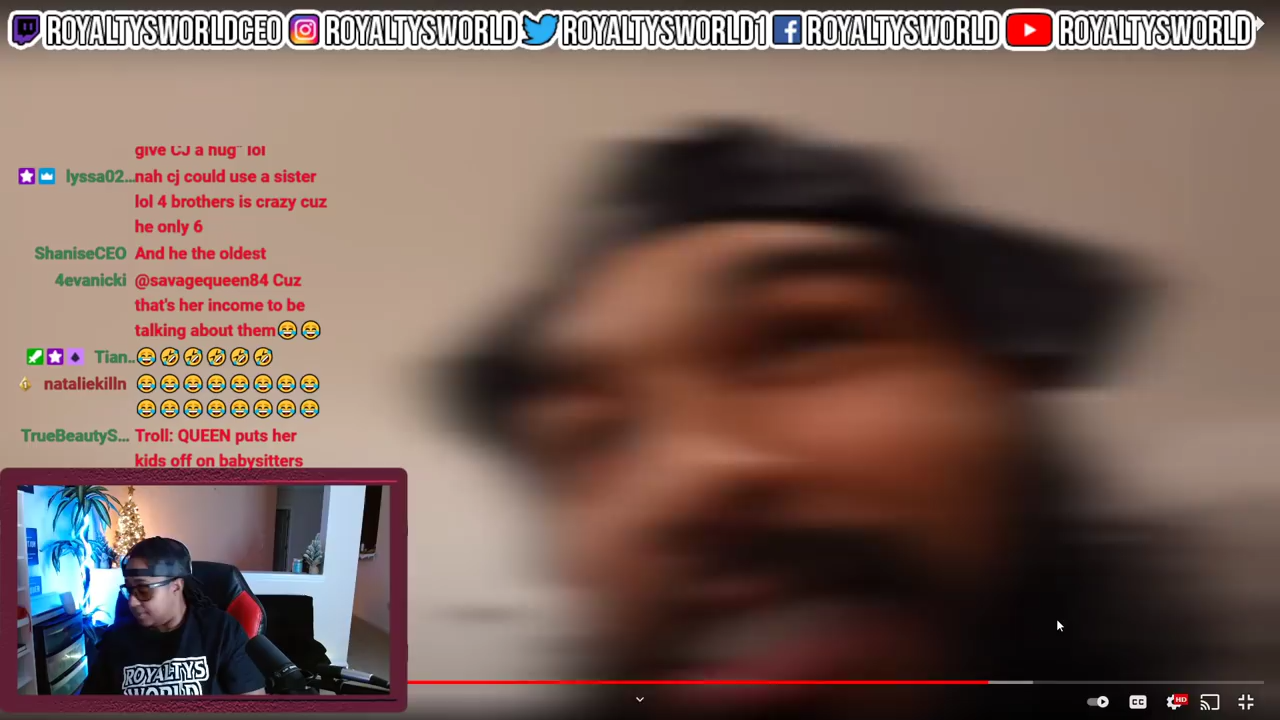 ROYALTYSWORLDCEO ROYALTYSWORLD ROYALTYSWORLD1 ROYALTYSWORLD ROYALTYSWORLD
give CJ a hug" lol
lyssa02... nah cj could use a sister
lol 4 brothers is crazy cuz
he only 6
ShaniseCEO And he the oldest
4evanicki @savagequeen84 Cuz
that's her income to be
talking about them😂😂
Tian.. 😂🤣🤣🤣🤣🤣
nataliekilln 😂😂😂😂😂😂😂😂
😂😂😂😂😂😂😂😂
TrueBeautyS... Troll: QUEEN puts her
kids off on babysitters
ROYALTYS
WORLD
CC HD